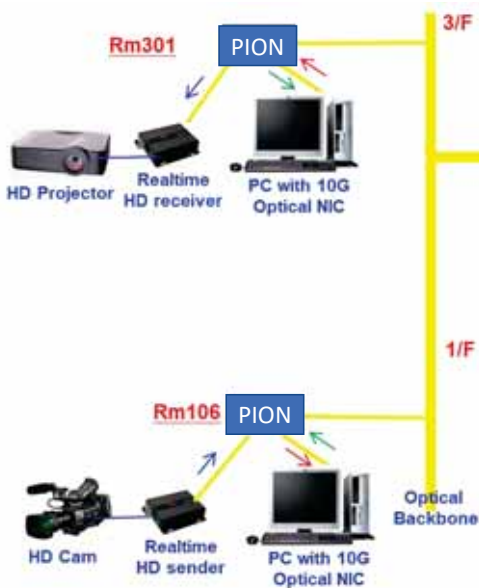 3/F
Rm301
PION
HD Projector
Realtime
HD receiver
PC with 10G
Optical NIC
1/F
Rm106
PION
HD Cam
Realtime
HD sender
PC with 10G
Optical NIC
Optical
Backbone